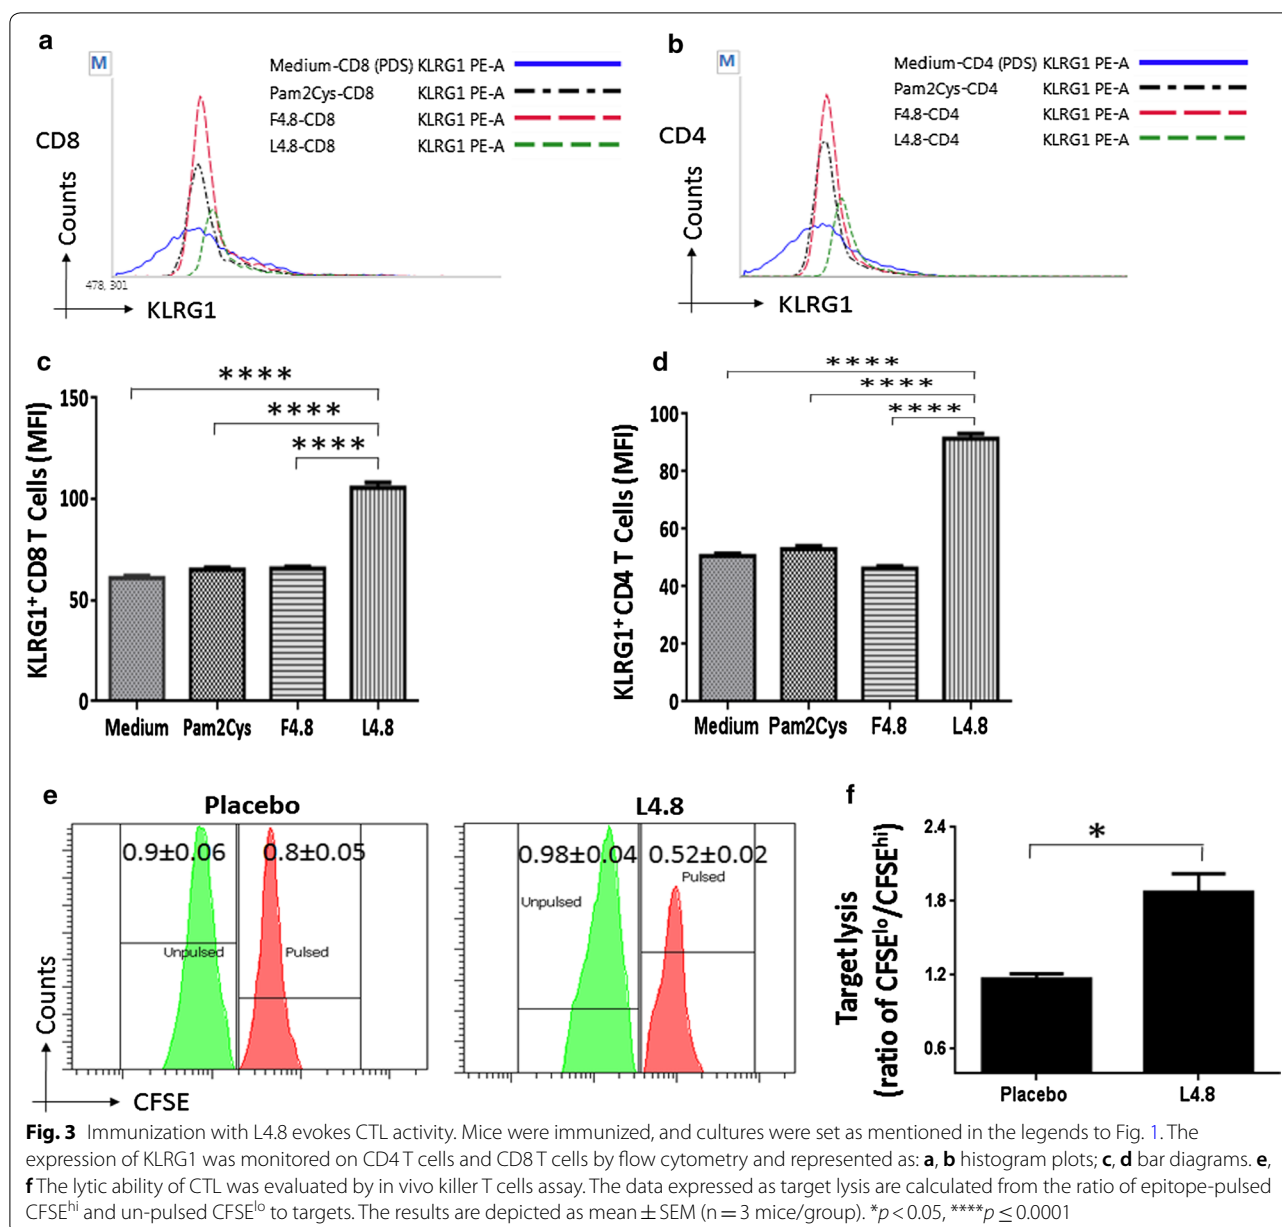 a
M
Medium-CD8 (PDS) KLRG1 PE-A
Pam2Cys-CD8 KLRG1 PE-A
F4.8-CD8 KLRG1 PE-A
L4.8-CD8 KLRG1 PE-A
CD8
Counts
478, 301
KLRG1
b
M
Medium-CD4 (PDS) KLRG1 PE-A
Pam2Cys-CD4 KLRG1 PE-A
F4.8-CD4 KLRG1 PE-A
L4.8-CD4 KLRG1 PE-A
CD4
Counts
KLRG1
c
KLRG1+ CD8 T Cells (MFI)
150
100
50
0
****
****
****
Medium Pam2Cys F4.8 L4.8
d
KLRG1+ CD4 T Cells (MFI)
100
80
60
40
20
0
****
****
****
Medium Pam2Cys F4.8 L4.8
e
Placebo
0.9±0.06 0.8±0.05
Unpulsed Pulsed
Counts
CFSE
L4.8
0.98±0.04 0.52±0.02
Pulsed
Unpulsed
f
Target lysis
(ratio of CFSElo/CFSEhi)
2.4
1.8
1.2
0.6
*
Placebo L4.8
Fig. 3 Immunization with L4.8 evokes CTL activity. Mice were immunized, and cultures were set as mentioned in the legends to Fig. 1. The
expression of KLRG1 was monitored on CD4 T cells and CD8 T cells by flow cytometry and represented as: a, b histogram plots; c, d bar diagrams. e,
f The lytic ability of CTL was evaluated by in vivo killer T cells assay. The data expressed as target lysis are calculated from the ratio of epitope-pulsed
CFSEhi and un-pulsed CFSElo to targets. The results are depicted as mean ± SEM (n = 3 mice/group). *p < 0.05, ****p ≤ 0.0001